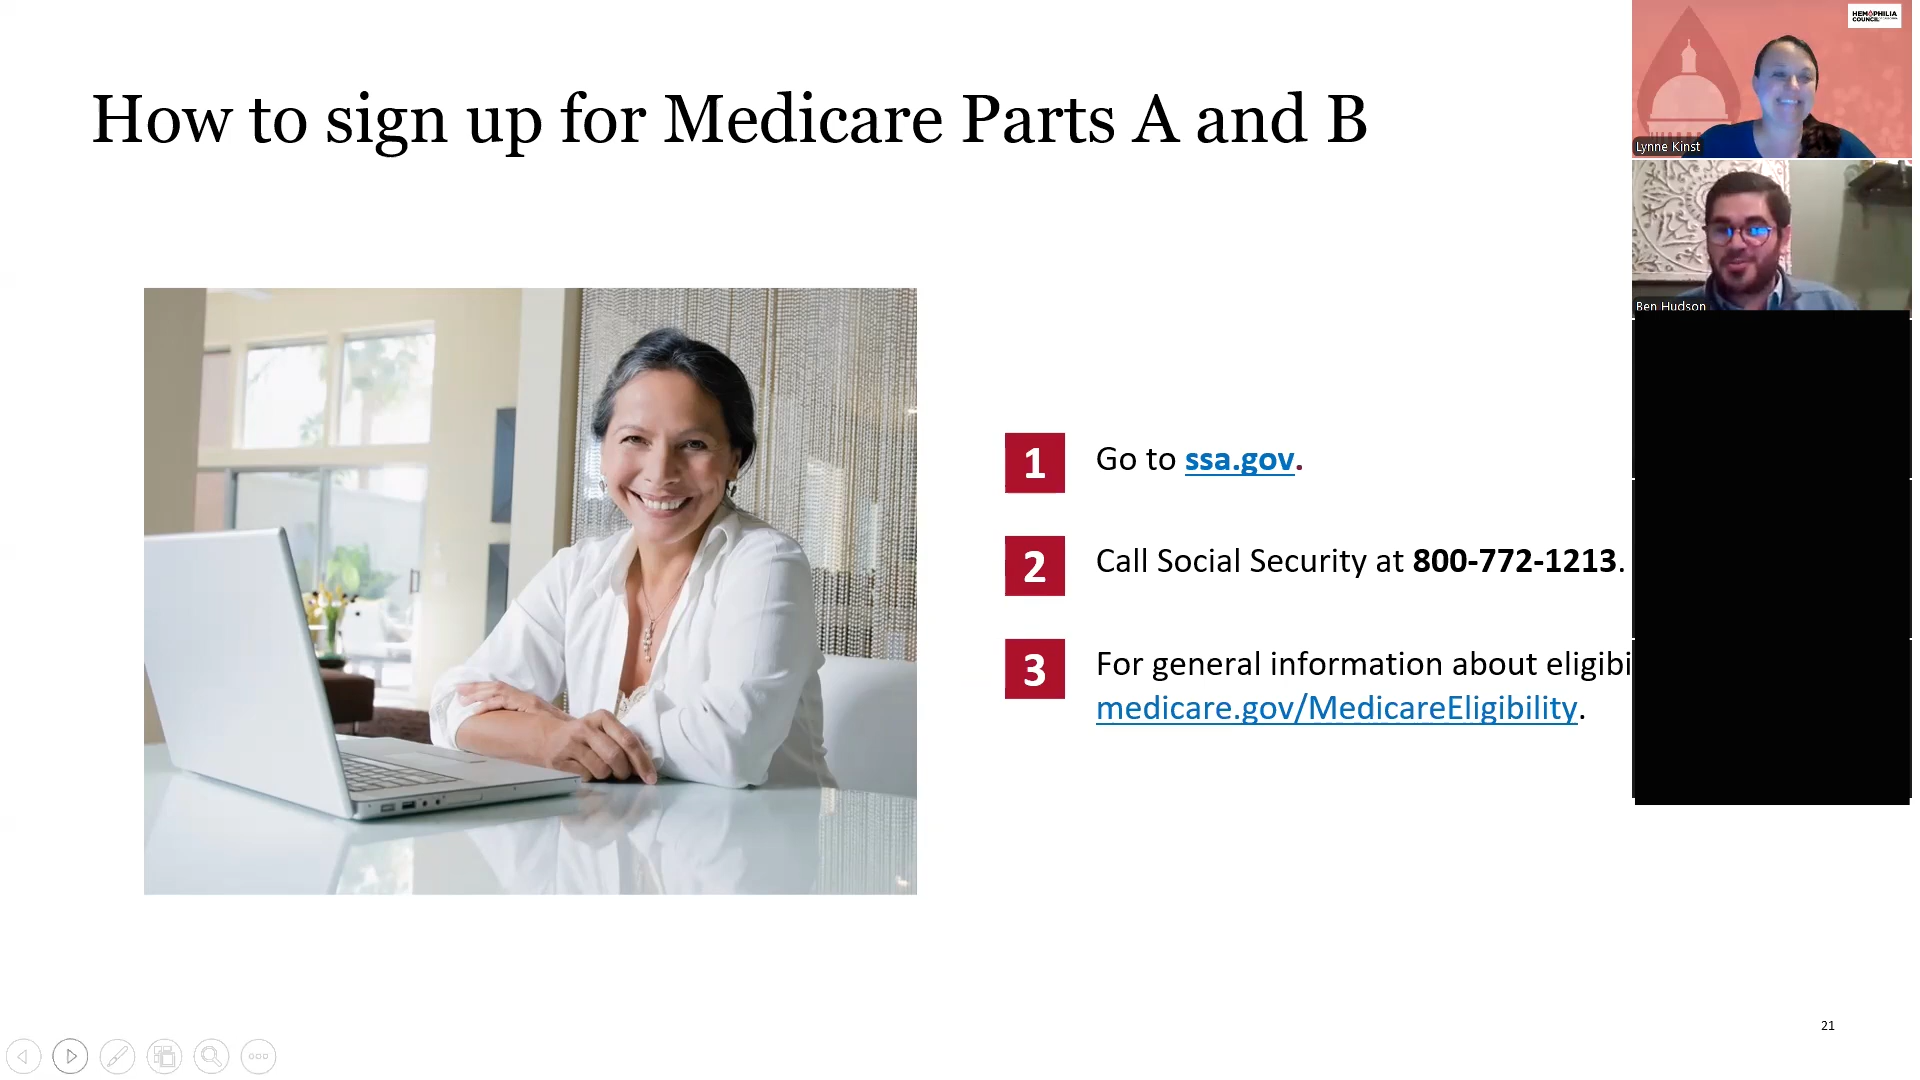 How to sign up for Medicare Parts A and B
1 Go to ssa.gov.
2 Call Social Security at 800-772-1213.
3 For general information about eligibi
medicare.gov/MedicareEligibility.
HEMOPHILIA
COUNCIL
Lynne Kinst
Ben Hudson
21